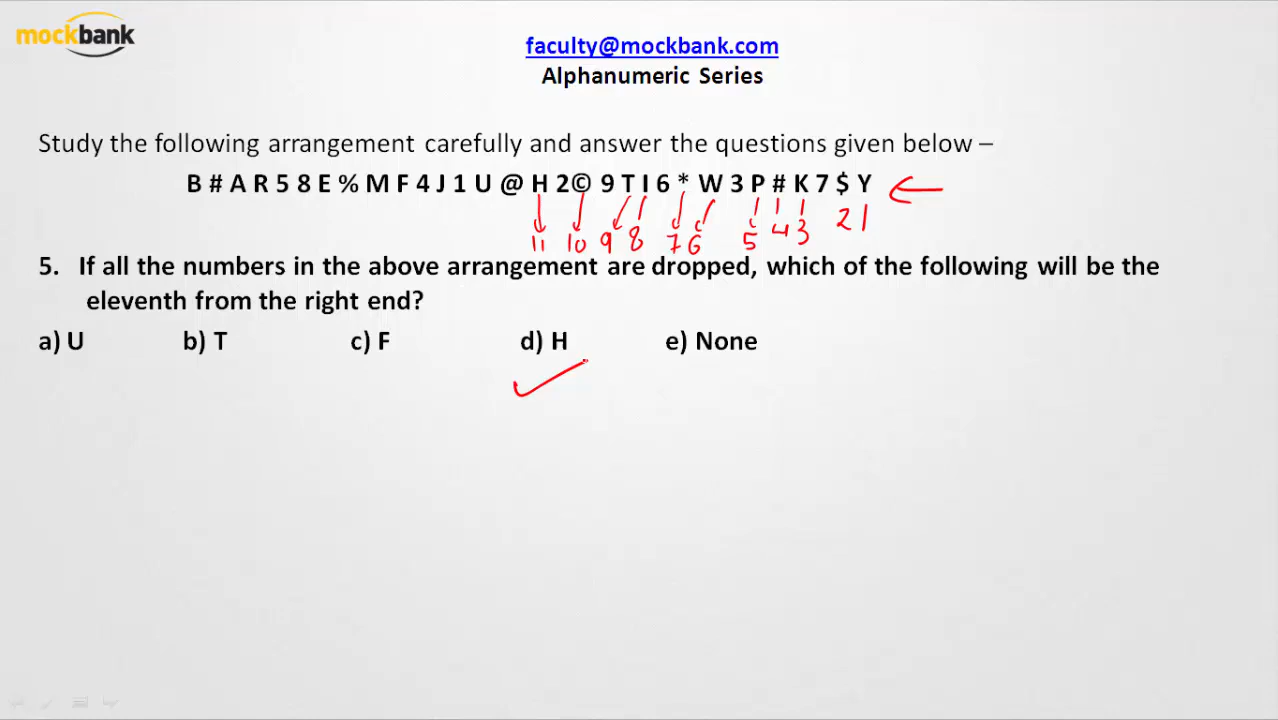 mockbank
faculty@mockbank.com
Alphanumeric Series
Study the following arrangement carefully and answer the questions given below –
B # A R 5 8 E % M F 4 J 1 U @ H 2 © 9 T I 6 * W 3 P # K 7 $ Y
11 10 9 8 7 6 5 4 3 2 1
5. If all the numbers in the above arrangement are dropped, which of the following will be the
eleventh from the right end?
a) U b) T c) F d) H e) None